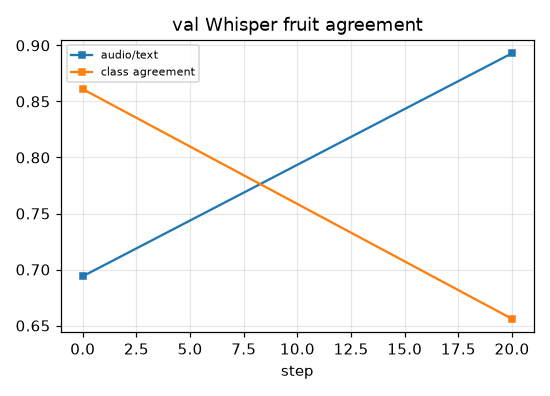 val Whisper fruit agreement
audio/text
class agreement
0.90
0.85
0.80
0.75
0.70
0.65
0.0 2.5 5.0 7.5 10.0 12.5 15.0 17.5 20.0
step